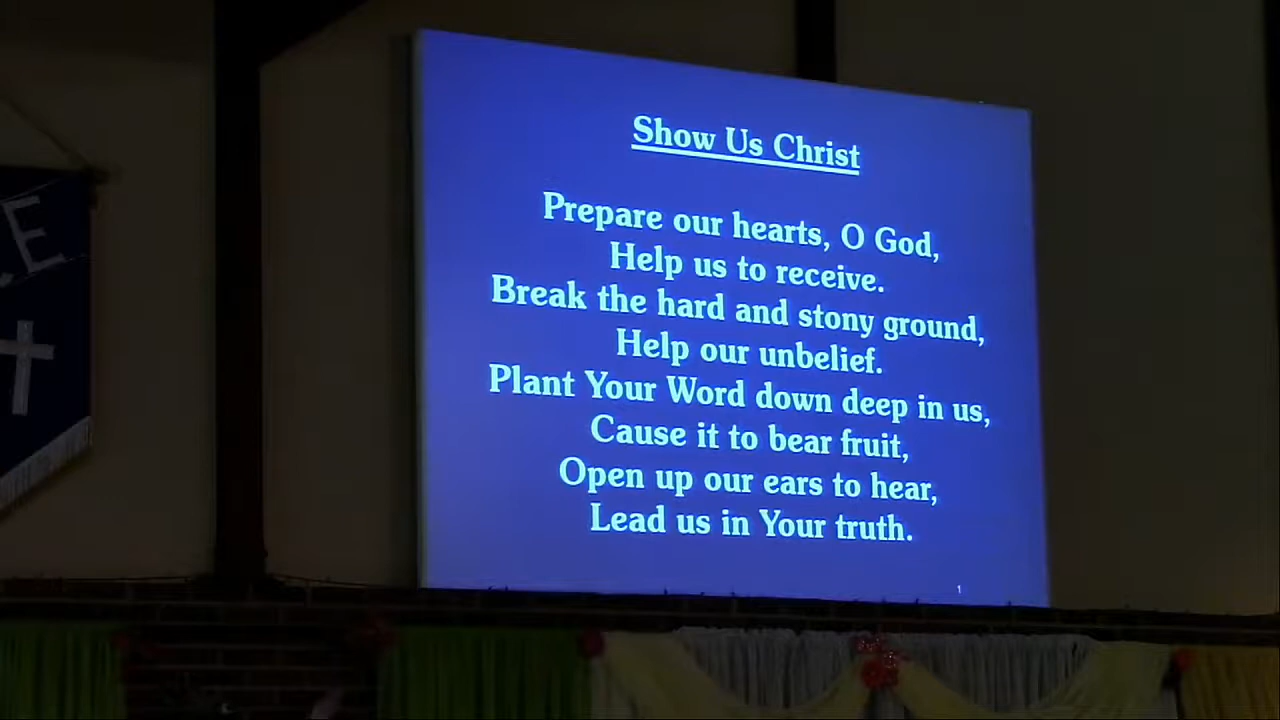 Show Us Christ
Prepare our hearts, O God,
Help us to receive.
Break the hard and stony ground,
Help our unbelief.
Plant Your Word down deep in us,
Cause it to bear fruit,
Open up our ears to hear,
Lead us in Your truth.
1